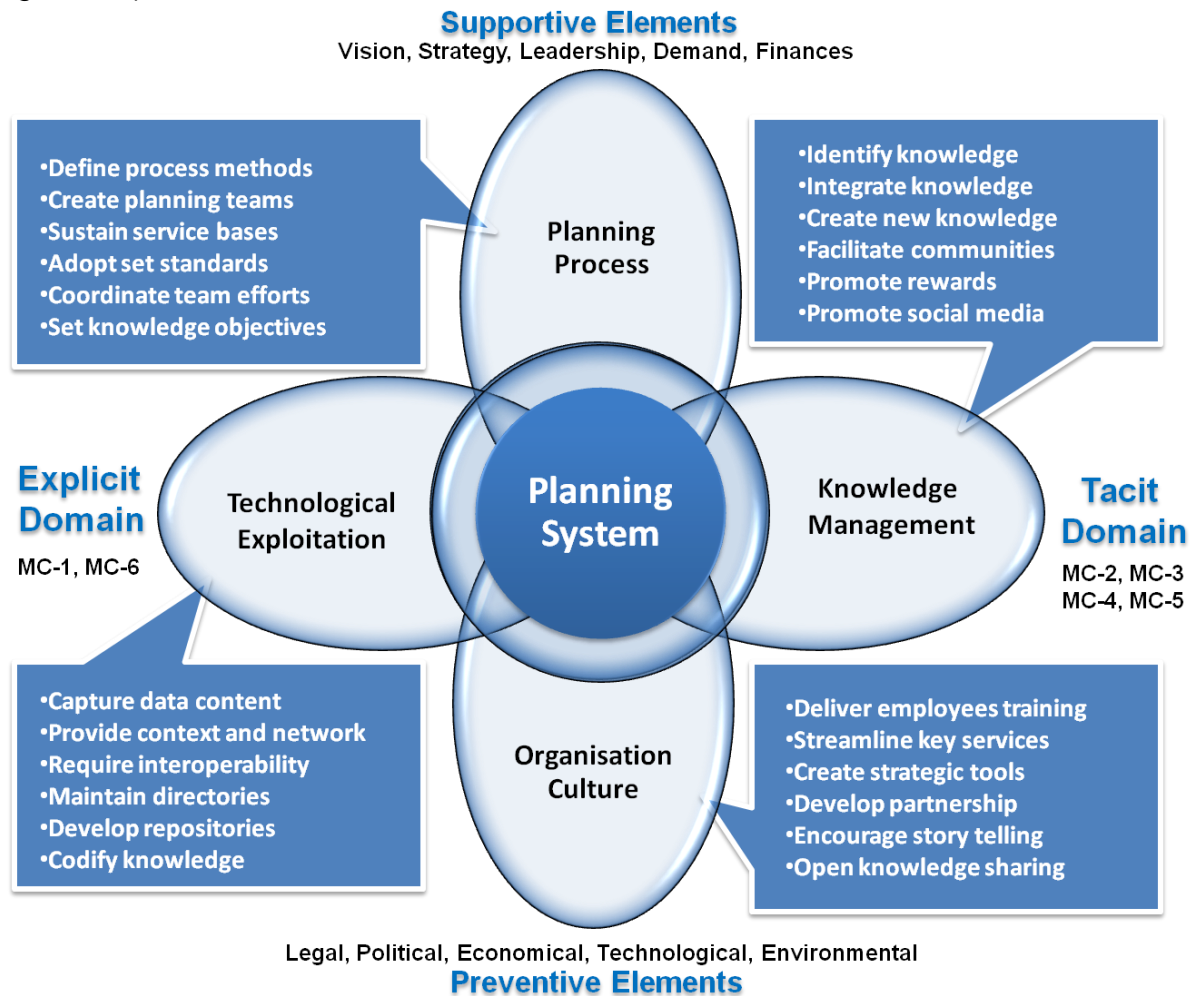 Supportive Elements
Vision, Strategy, Leadership, Demand, Finances
•Define process methods
•Create planning teams
•Sustain service bases
•Adopt set standards
•Coordinate team efforts
•Set knowledge objectives
Planning
Process
•Identify knowledge
•Integrate knowledge
•Create new knowledge
•Facilitate communities
•Promote rewards
•Promote social media
Explicit
Domain
MC-1, MC-6
Technological
Exploitation
Planning
System
Knowledge
Management
Tacit
Domain
MC-2, MC-3
MC-4, MC-5
•Capture data content
•Provide context and network
•Require interoperability
•Maintain directories
•Develop repositories
•Codify knowledge
Organisation
Culture
•Deliver employees training
•Streamline key services
•Create strategic tools
•Develop partnership
•Encourage story telling
•Open knowledge sharing
Legal, Political, Economical, Technological, Environmental
Preventive Elements